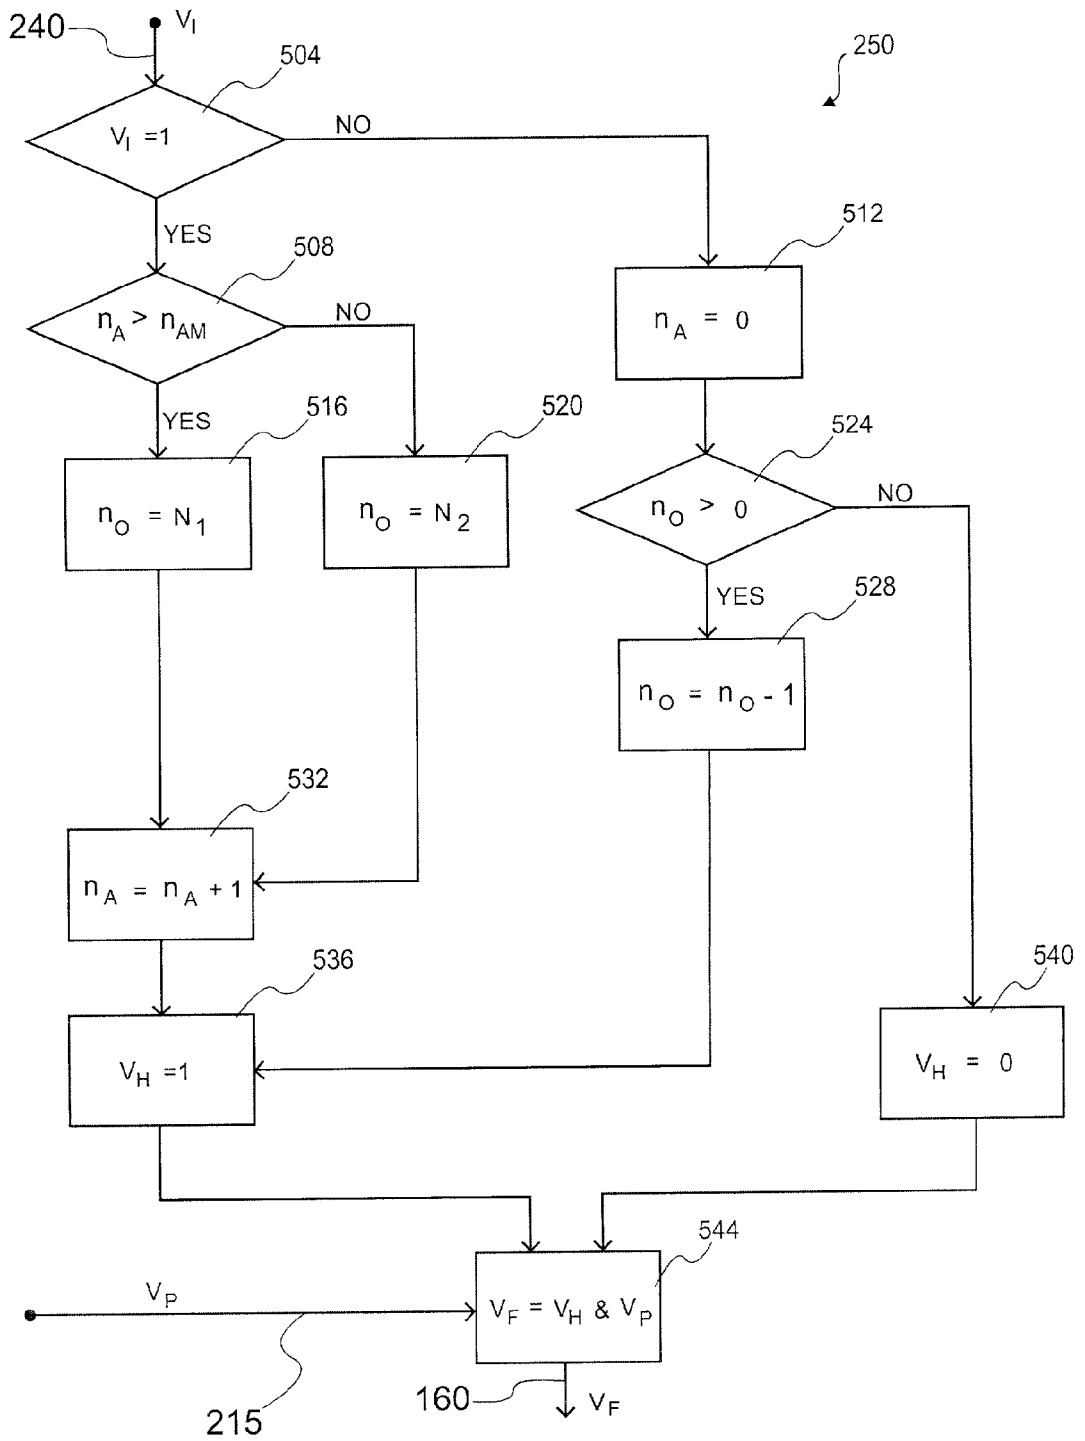 240
V_I
504
250
V_I = 1
NO
512
YES
508
n_A > n_AM
NO
n_A = 0
YES
516
520
524
n_O = N_1
n_O = N_2
n_O > 0
NO
YES
528
n_O = n_O - 1
532
n_A = n_A + 1
536
540
V_H = 1
V_H = 0
544
V_P
V_F = V_H & V_P
215
160
V_F